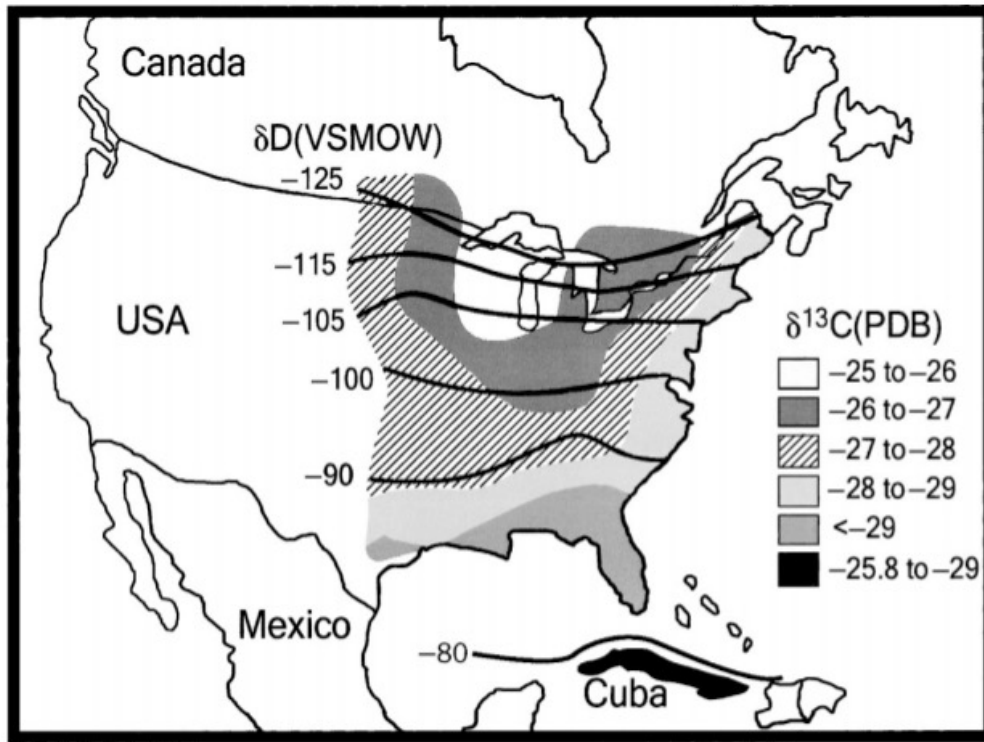 Canada
δD(VSMOW)
−125
−115
−105
−100
−90
−80
USA
Mexico
Cuba
δ¹³C(PDB)
−25 to −26
−26 to −27
−27 to −28
−28 to −29
<−29
−25.8 to −29